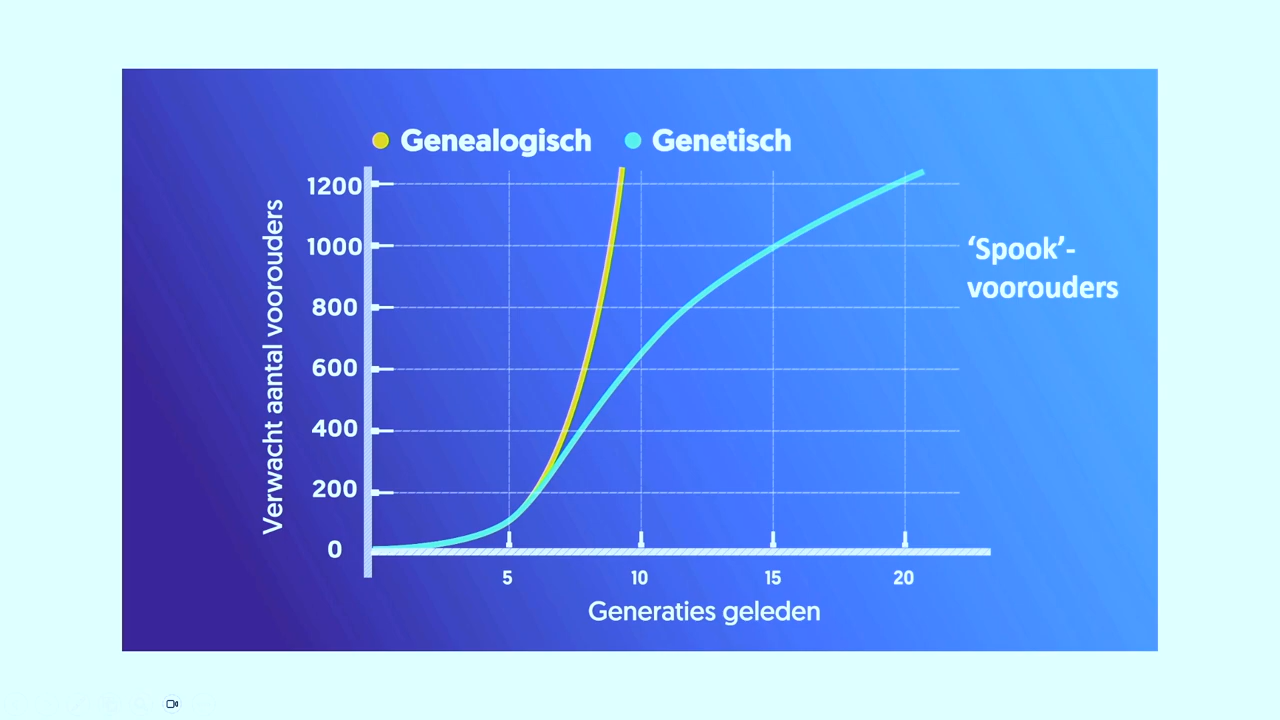 Genealogisch
Genetisch
Verwacht aantal voorouders
1200
1000
800
600
400
200
0
5
10
15
20
Generaties geleden
‘Spook’-
voorouders